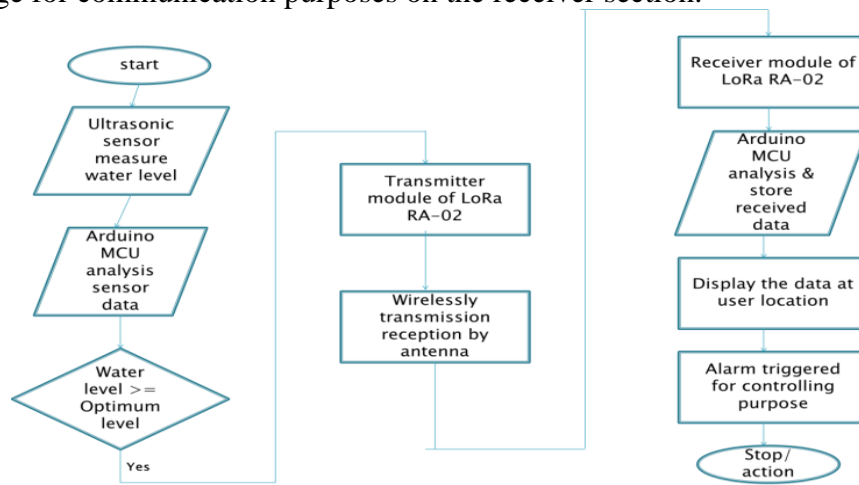 ge for communication purposes on the receiver section.
start
Ultrasonic
sensor
measure
water level
Arduino
MCU
analysis
sensor
data
Water
level >=
Optimum
level
Yes
Transmitter
module of LoRa
RA-02
Wirelessly
transmission
reception by
antenna
Receiver module of
LoRa RA-02
Arduino
MCU
analysis &
store
received
data
Display the data at
user location
Alarm triggered
for controlling
purpose
Stop/
action